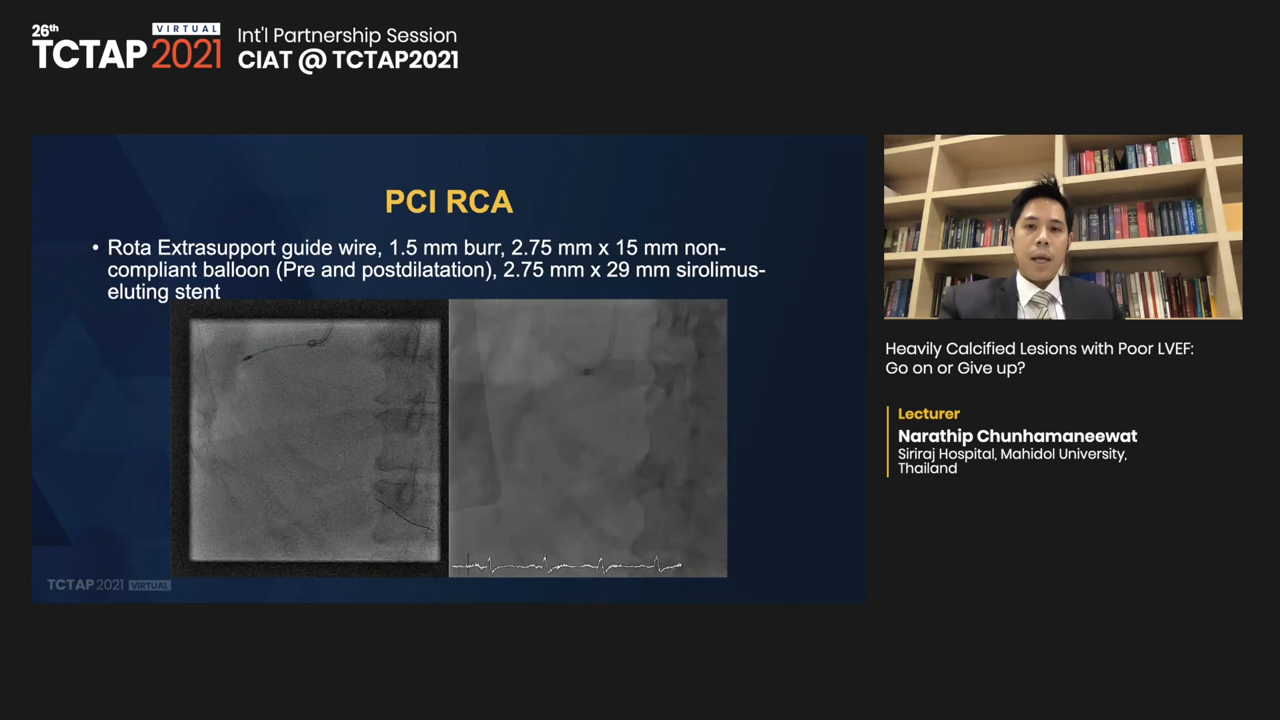 26th
VIRTUAL
TCTAP 2021
Int'l Partnership Session
CIAT @ TCTAP2021
PCI RCA
• Rota Extrasupport guide wire, 1.5 mm burr, 2.75 mm x 15 mm non-
compliant balloon (Pre and postdilatation), 2.75 mm x 29 mm sirolimus-
eluting stent
TCTAP 2021 VIRTUAL
Heavily Calcified Lesions with Poor LVEF:
Go on or Give up?
Lecturer
Narathip Chunhamaneewat
Siriraj Hospital, Mahidol University,
Thailand